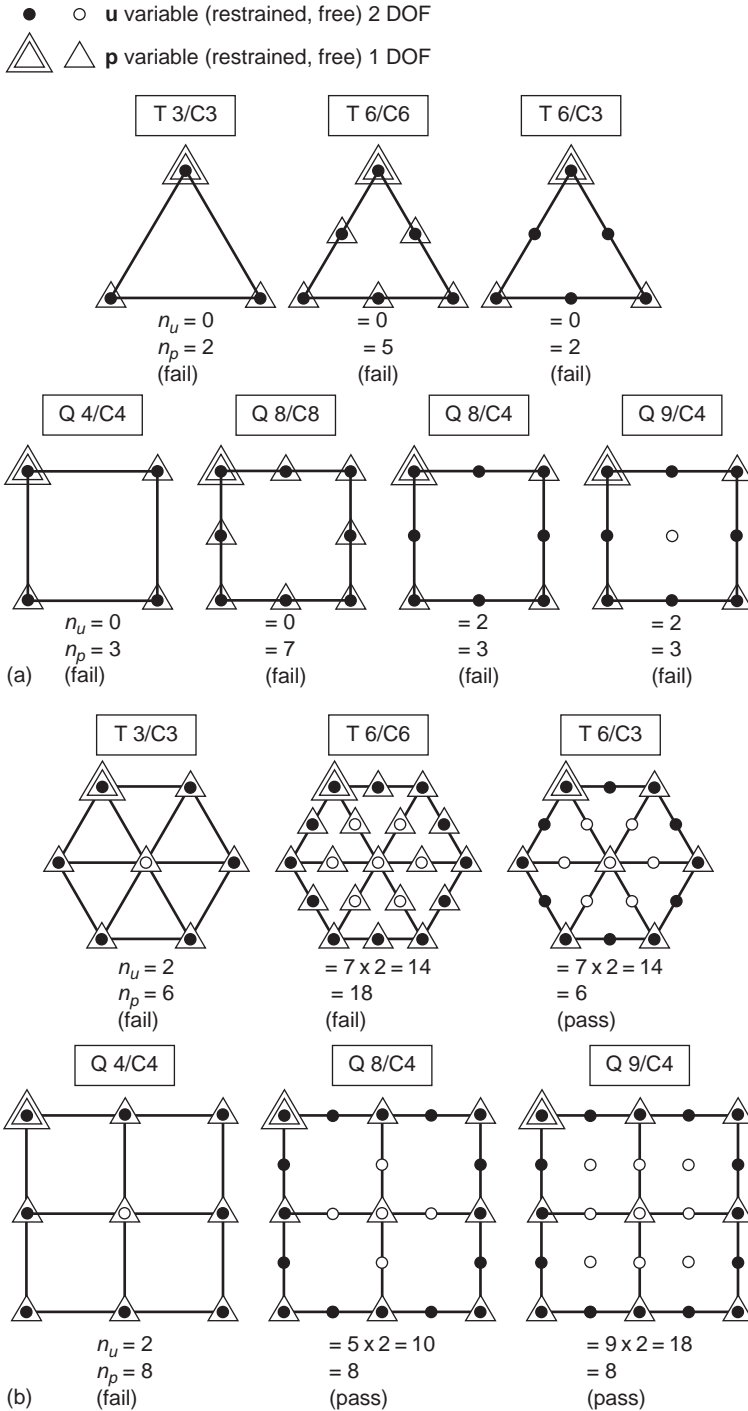 u variable (restrained, free) 2 DOF
p variable (restrained, free) 1 DOF
T 3/C3 T 6/C6 T 6/C3
n_u = 0 = 0 = 0
n_p = 2 = 5 = 2
(fail) (fail) (fail)
Q 4/C4 Q 8/C8 Q 8/C4 Q 9/C4
n_u = 0 = 0 = 2 = 2
n_p = 3 = 7 = 3 = 3
(a) (fail) (fail) (fail) (fail)
T 3/C3 T 6/C6 T 6/C3
n_u = 2 = 7 x 2 = 14 = 7 x 2 = 14
n_p = 6 = 18 = 6
(fail) (fail) (pass)
Q 4/C4 Q 8/C4 Q 9/C4
n_u = 2 = 5 x 2 = 10 = 9 x 2 = 18
n_p = 8 = 8 = 8
(b) (fail) (pass) (pass)